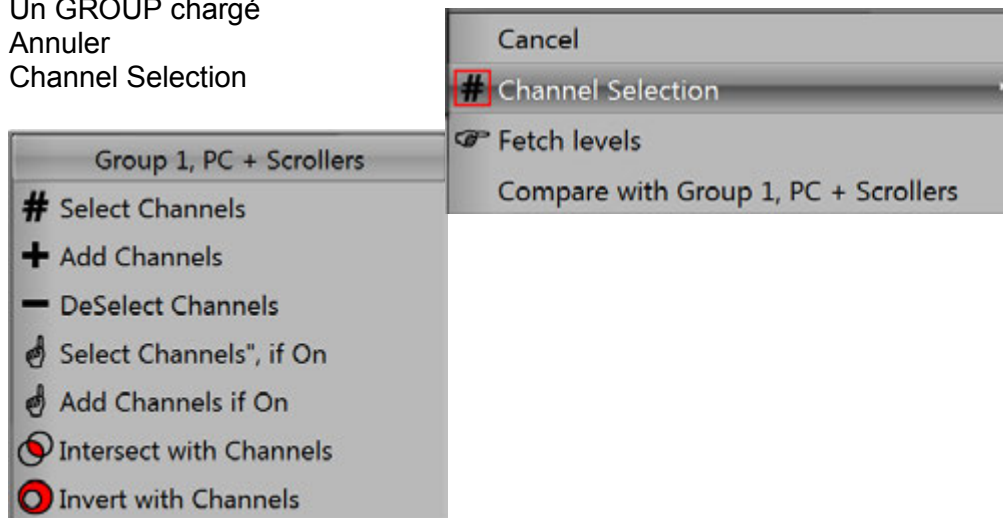 Un GROUP chargé
Annuler
Channel Selection
Cancel
# Channel Selection
Fetch levels
Compare with Group 1, PC + Scrollers
Group 1, PC + Scrollers
# Select Channels
+ Add Channels
- DeSelect Channels
Select Channels", if On
Add Channels if On
Intersect with Channels
Invert with Channels